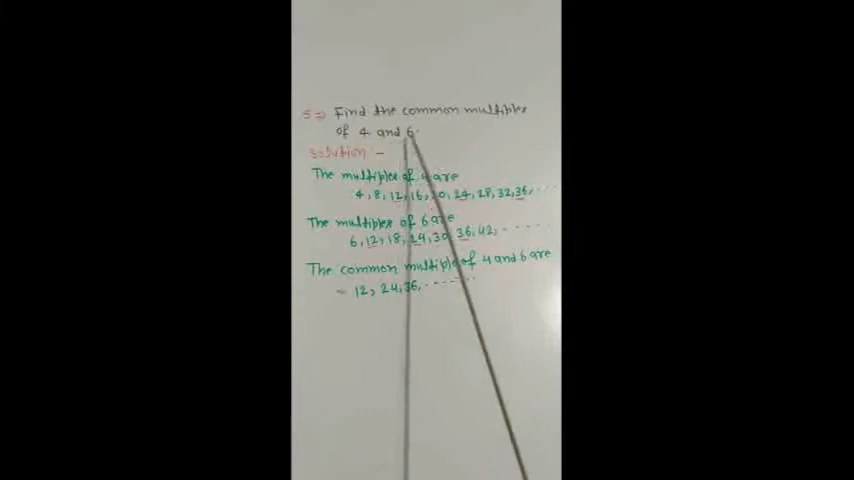 5⇒ Find the common multiples
of 4 and 6.
Solution -
The multiples of 4 are
4, 8, 12, 16, 20, 24, 28, 32, 36, .....
The multiples of 6 are
6, 12, 18, 24, 30, 36, 42, .......
The common multiple of 4 and 6 are
= 12, 24, 36, .......